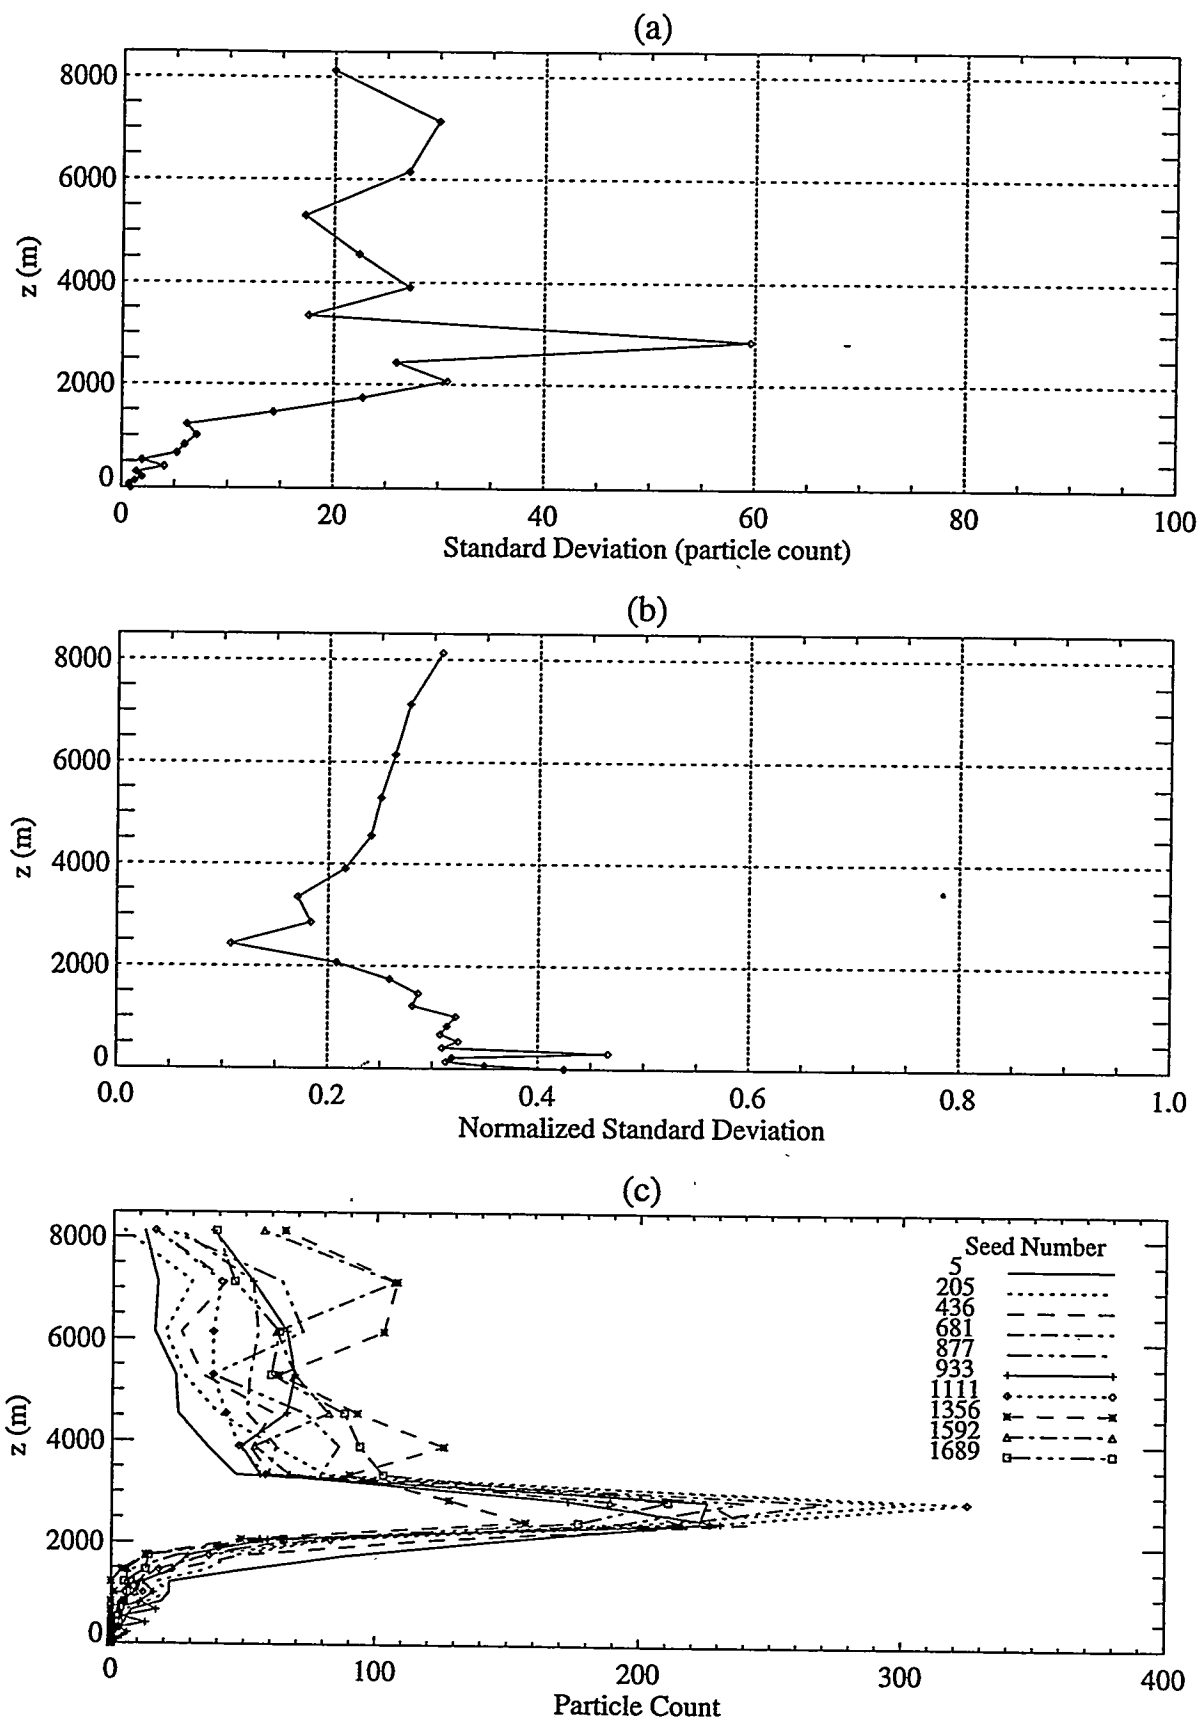 (a)
8000
6000
4000
2000
0
z (m)
0 20 40 60 80 100
Standard Deviation (particle count)
(b)
8000
6000
4000
2000
0
z (m)
0.0 0.2 0.4 0.6 0.8 1.0
Normalized Standard Deviation
(c)
8000
6000
4000
2000
0
z (m)
Seed Number
5
205
436
681
877
933
1111
1356
1592
1689
0 100 200 300 400
Particle Count